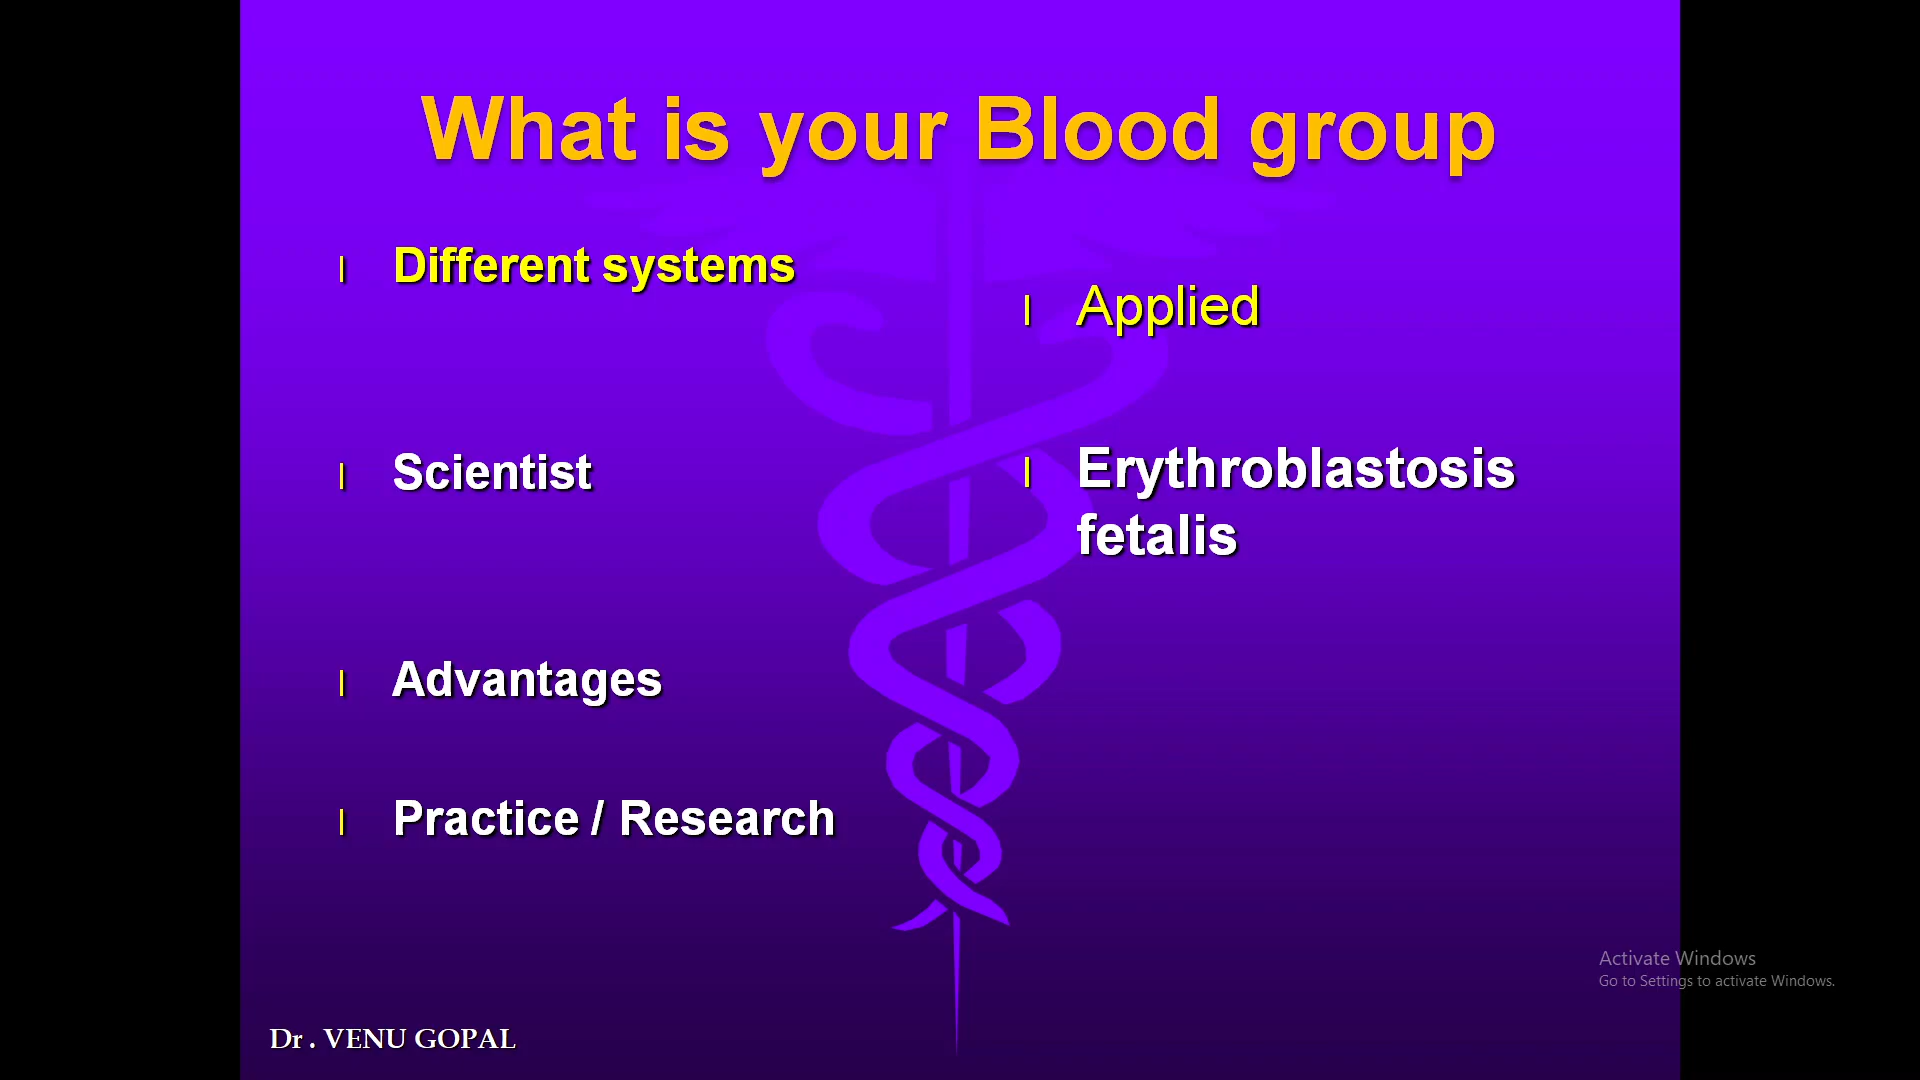 What is your Blood group
Different systems
Scientist
Advantages
Practice / Research
Applied
Erythroblastosis
fetalis
Activate Windows
Go to Settings to activate Windows.
Dr . VENU GOPAL